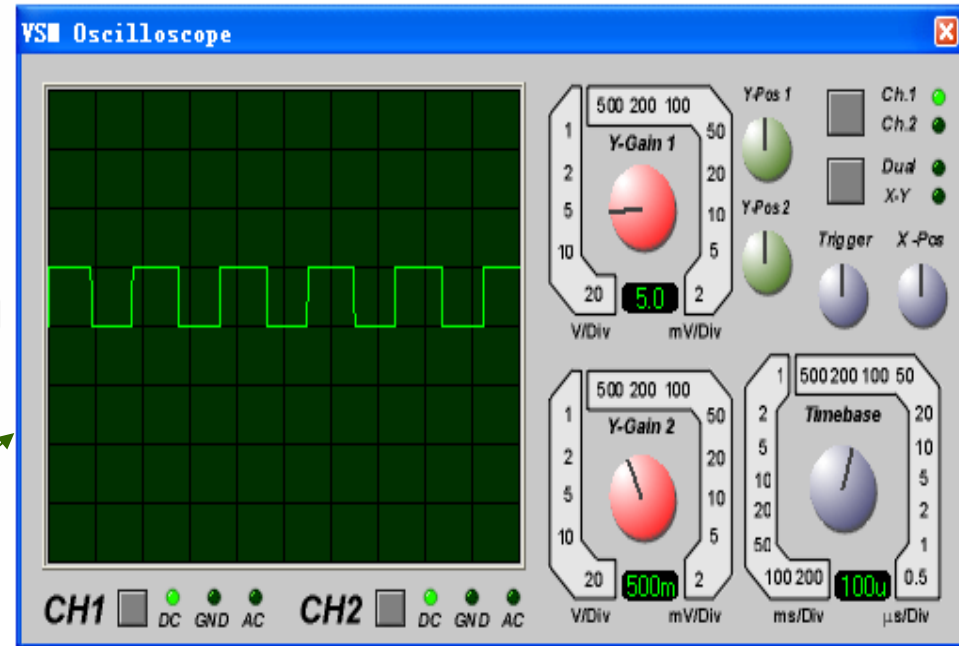 VSM Oscilloscope
500 200 100
1
2
5
10
20
Y-Gain 1
50
20
10
5
2
5.0
V/Div
mV/Div
Y-Pos 1
Y-Pos 2
Ch.1
Ch.2
Dual
X-Y
Trigger
X -Pos
500 200 100
1
2
5
10
20
Y-Gain 2
50
20
10
5
2
500m
V/Div
mV/Div
1
500 200 100 50
2
5
10
20
50
100 200
Timebase
20
10
5
2
1
0.5
100u
ms/Div
µs/Div
CH1
DC GND AC
CH2
DC GND AC